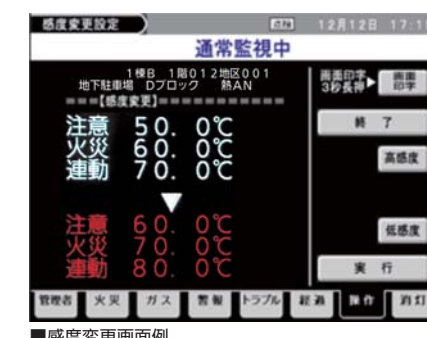 感度変更設定 12月12日 17:1
通常監視中
1棟B 1階012地区001
地下駐車場 Dブロック 熱AN
===【感度変更】===========
画面印字▶
3秒長押
画面
印字
注意 50. 0℃
火災 60. 0℃
連動 70. 0℃
▼
注意 60. 0℃
火災 70. 0℃
連動 80. 0℃
終 了
高感度
低感度
実 行
管理者 火災 ガス 警報 トラブル 経過 操作 消灯
■感度変更画面例